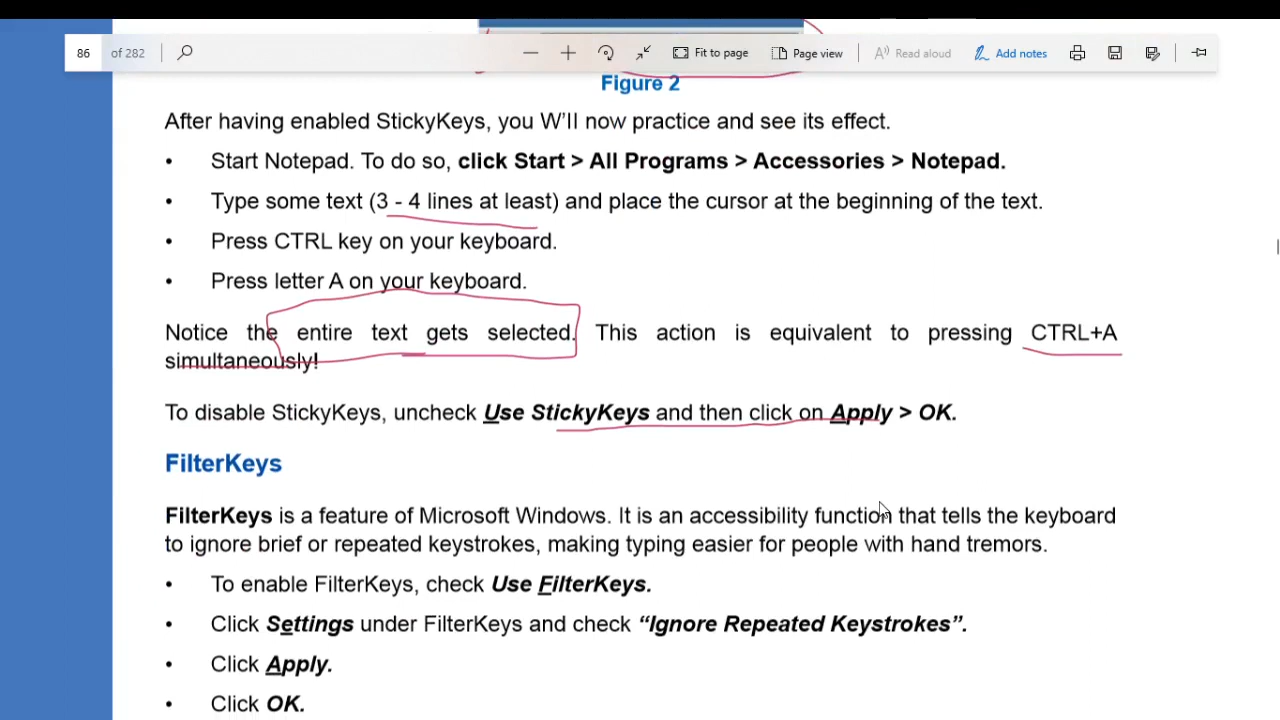 86 of 282 Fit to page Page view Read aloud Add notes
Figure 2
After having enabled StickyKeys, you W'll now practice and see its effect.
• Start Notepad. To do so, click Start > All Programs > Accessories > Notepad.
• Type some text (3 - 4 lines at least) and place the cursor at the beginning of the text.
• Press CTRL key on your keyboard.
• Press letter A on your keyboard.
Notice the entire text gets selected. This action is equivalent to pressing CTRL+A
simultaneously!
To disable StickyKeys, uncheck Use StickyKeys and then click on Apply > OK.
FilterKeys
FilterKeys is a feature of Microsoft Windows. It is an accessibility function that tells the keyboard
to ignore brief or repeated keystrokes, making typing easier for people with hand tremors.
• To enable FilterKeys, check Use FilterKeys.
• Click Settings under FilterKeys and check “Ignore Repeated Keystrokes”.
• Click Apply.
• Click OK.